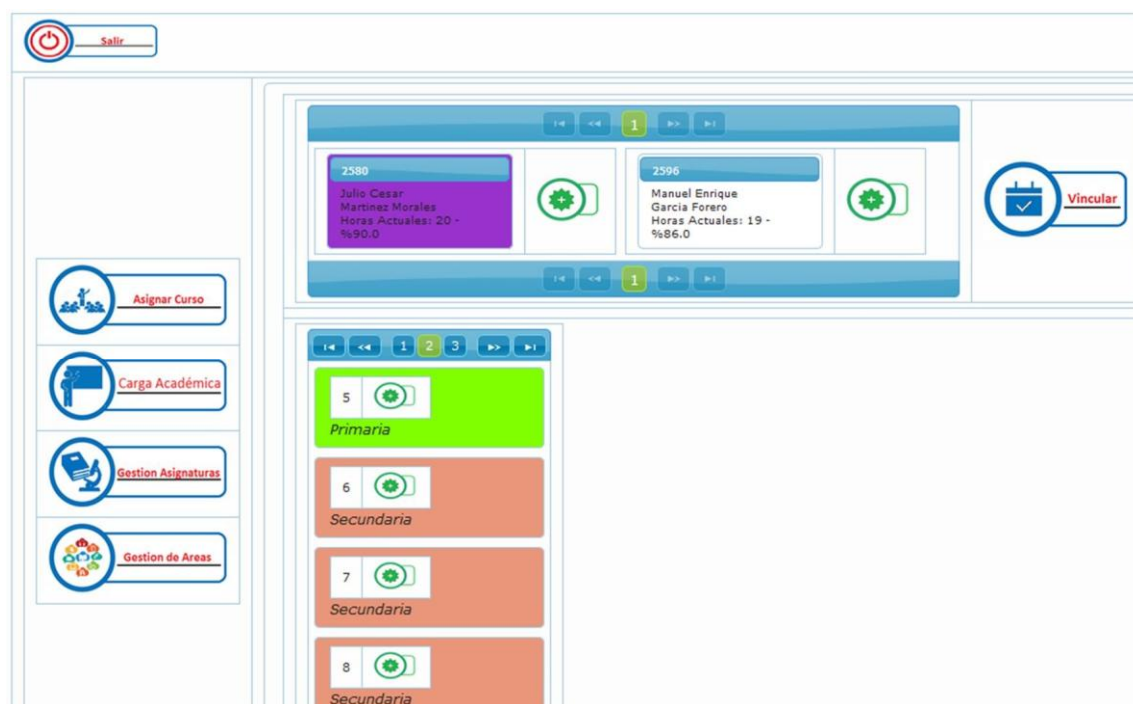 Salir
1
2580
Julio Cesar
Martinez Morales
Horas Actuales: 20 -
%90.0
2596
Manuel Enrique
Garcia Forero
Horas Actuales: 19 -
%86.0
Vincular
1
Asignar Curso
Carga Académica
Gestion Asignaturas
Gestion de Areas
1 2 3
5
Primaria
6
Secundaria
7
Secundaria
8
Secundaria